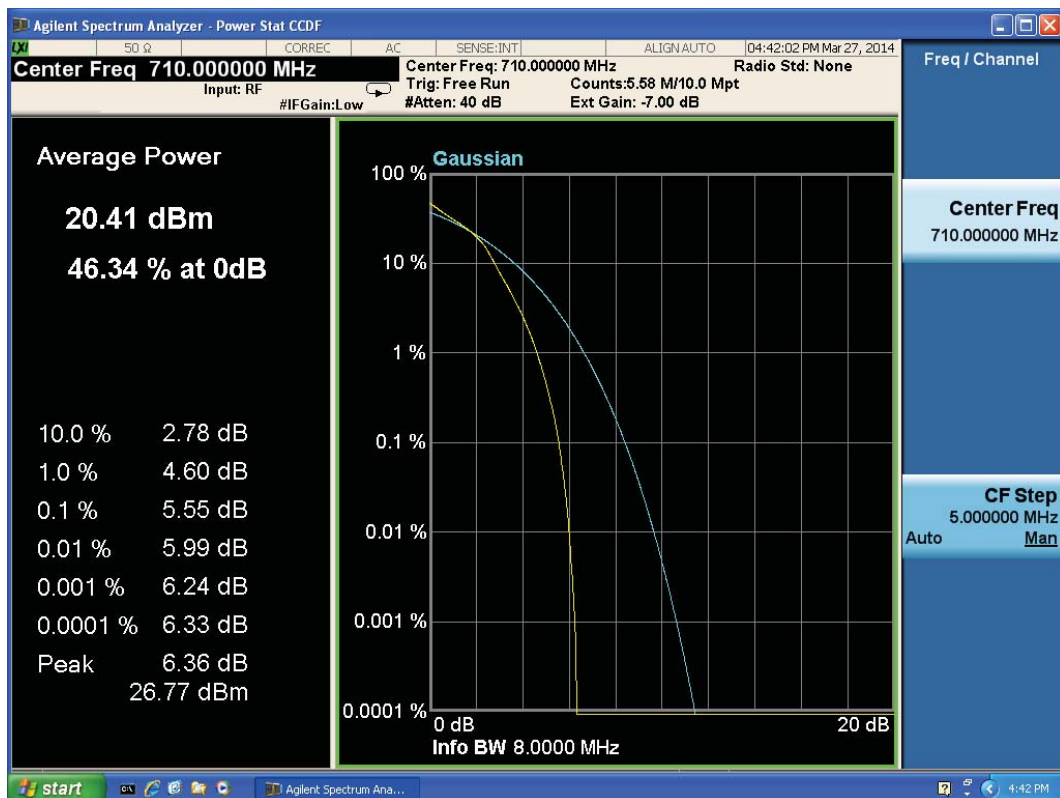 Agilent Spectrum Analyzer - Power Stat CCDF
LXI 50 Ω CORREC AC SENSE:INT ALIGNAUTO 04:42:02 PM Mar 27, 2014
Center Freq 710.000000 MHz
Input: RF
#IFGain:Low
Center Freq: 710.000000 MHz
Radio Std: None
Trig: Free Run
Counts:5.58 M/10.0 Mpt
#Atten: 40 dB
Ext Gain: -7.00 dB
Average Power
20.41 dBm
46.34 % at 0dB
10.0 % 2.78 dB
1.0 % 4.60 dB
0.1 % 5.55 dB
0.01 % 5.99 dB
0.001 % 6.24 dB
0.0001 % 6.33 dB
Peak 6.36 dB
26.77 dBm
Gaussian
100 %
10 %
1 %
0.1 %
0.01 %
0.001 %
0.0001 %
0 dB
20 dB
Info BW 8.0000 MHz
Freq / Channel
Center Freq
710.000000 MHz
CF Step
5.000000 MHz
Auto Man
start
Agilent Spectrum Ana...
4:42 PM